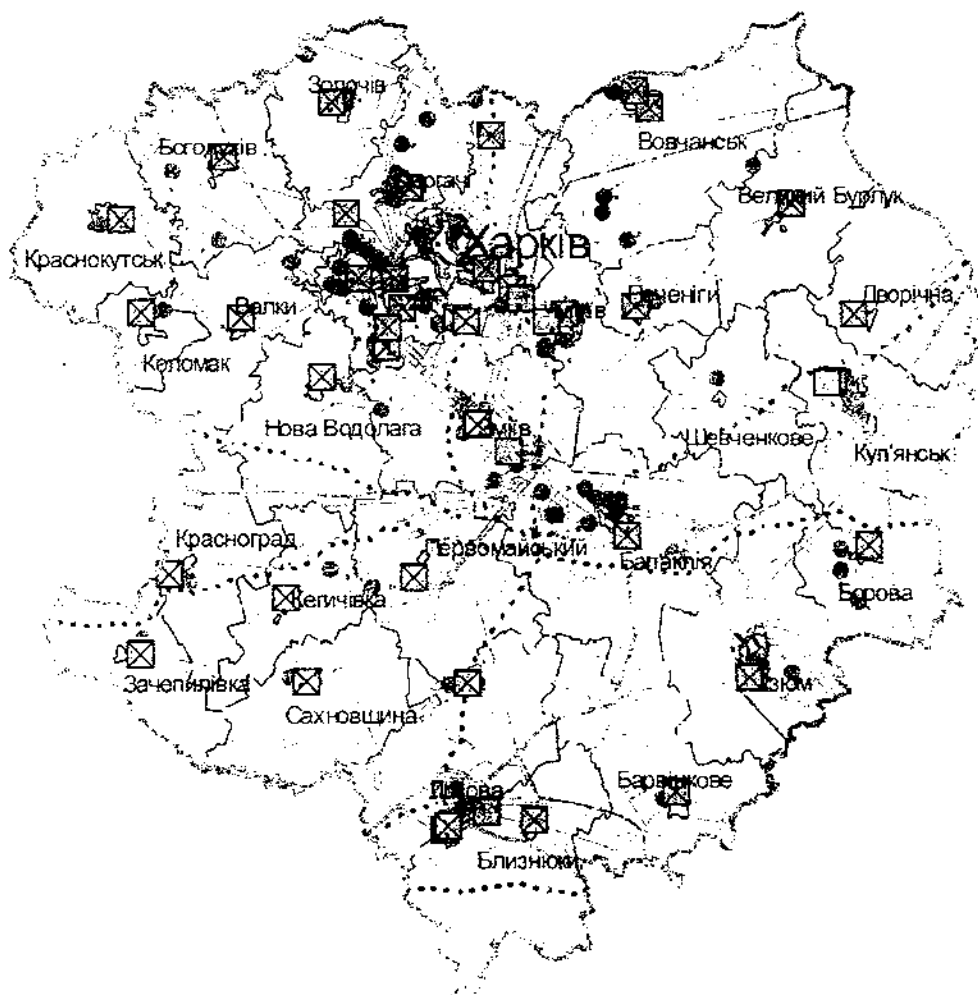 Золочів
Вовчанськ
Богодухів
Дергачі
Великий Бурлук
Харків
Краснокутськ
Печеніги
Дворічна
Валки
Коломак
Нова Водолага
Шевченкове
Куп'янськ
Красноград
Первомайський
Балаклія
Борова
Кегичівка
Зачепилівка
Сахновщина
Ізюм
Барвінкове
Лозова
Близнюки